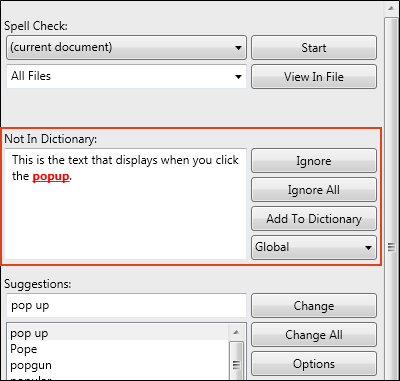 Spell Check:
(current document)
Start
All Files
View In File
Not In Dictionary:
This is the text that displays when you click
the popup.
Ignore
Ignore All
Add To Dictionary
Global
Suggestions:
pop up
Change
pop up
Change All
Pope
popgun
Options
popular